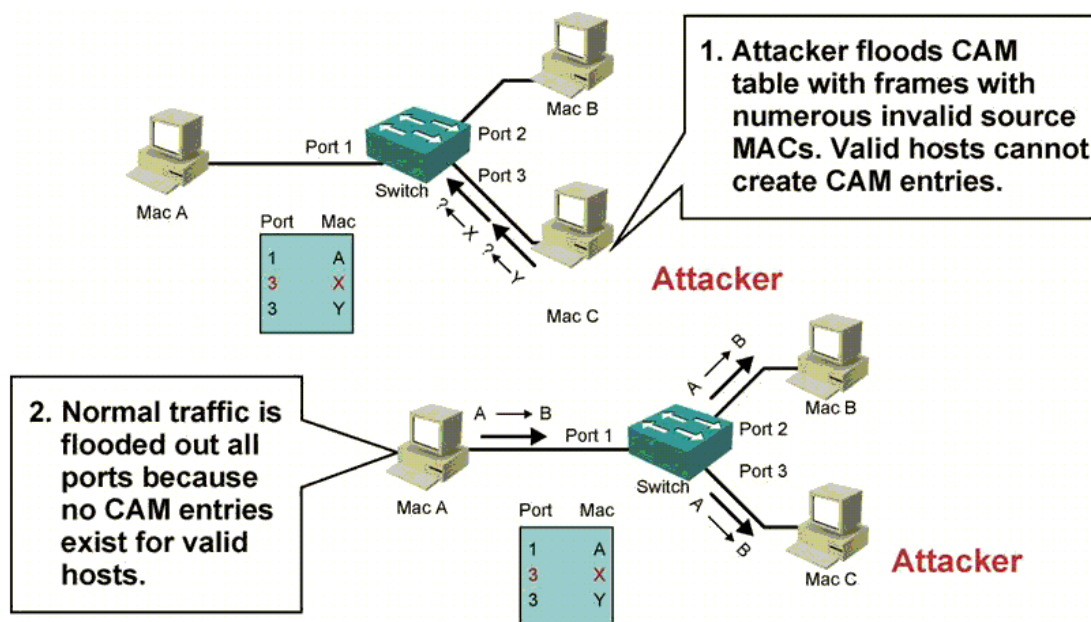 Mac B
1. Attacker floods CAM
table with frames with
numerous invalid source
MACs. Valid hosts cannot
create CAM entries.
Port 1
Port 2
Port 3
Switch
Mac A
Port Mac
1 A
3 X
3 Y
? ← X
? ← Y
Attacker
Mac C
2. Normal traffic is
flooded out all
ports because
no CAM entries
exist for valid
hosts.
A → B
Mac A
Port 1
A → B
Mac B
Port 2
Port 3
Switch
A → B
Mac C
Attacker
Port Mac
1 A
3 X
3 Y